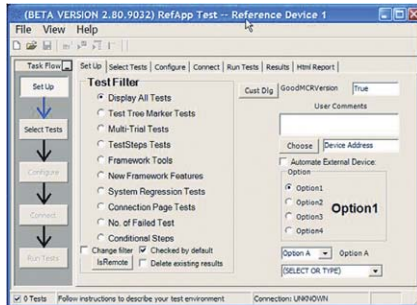 (BETA VERSION 2.80.9032) RefApp Test -- Reference Device 1
File View Help
Task Flow
Set Up
Select Tests
Configure
Connect
Run Tests
Set Up Select Tests Configure Connect Run Tests Results Html Report
Test Filter
Display All Tests
Test Tree Marker Tests
Multi-Trial Tests
TestSteps Tests
Framework Tools
New Framework Features
System Regression Tests
Connection Page Tests
No. of Failed Test
Conditional Steps
Change filter Checked by default
IsRemote Delete existing results
Cust Dlg GoodMCRVersion True
User Comments
Choose Device Address
Automate External Device:
Option
Option1
Option2
Option3
Option4
Option1
Option A Option A
(SELECT OR TYPE)
0 Tests Follow instructions to describe your test environment Connection: UNKNOWN